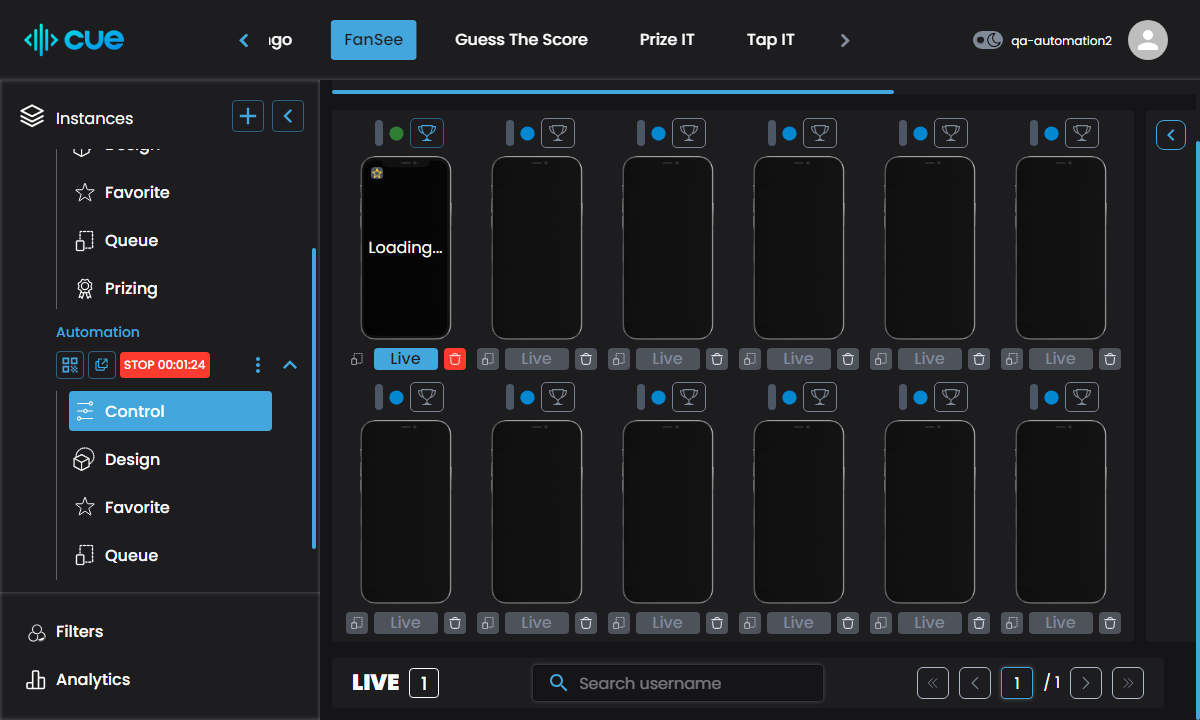 cue
ngo
FanSee
Guess The Score
Prize IT
Tap IT
qa-automation2
Instances
Design
Favorite
Queue
Prizing
Automation
STOP 00:01:24
Control
Design
Favorite
Queue
Filters
Analytics
Loading...
Live
Live
Live
Live
Live
Live
Live
Live
Live
Live
Live
Live
LIVE 1
Search username
1 / 1